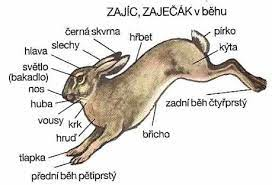 ZAJÍC, ZAJEČÁK v běhu
černá skvrna
slechy
hlava
světlo
(bakadlo)
nos
huba
vousy
krk
hruď
tlapka
přední běh pětiprstý
hřbet
pírko
kýta
zadní běh čtyřprstý
břicho